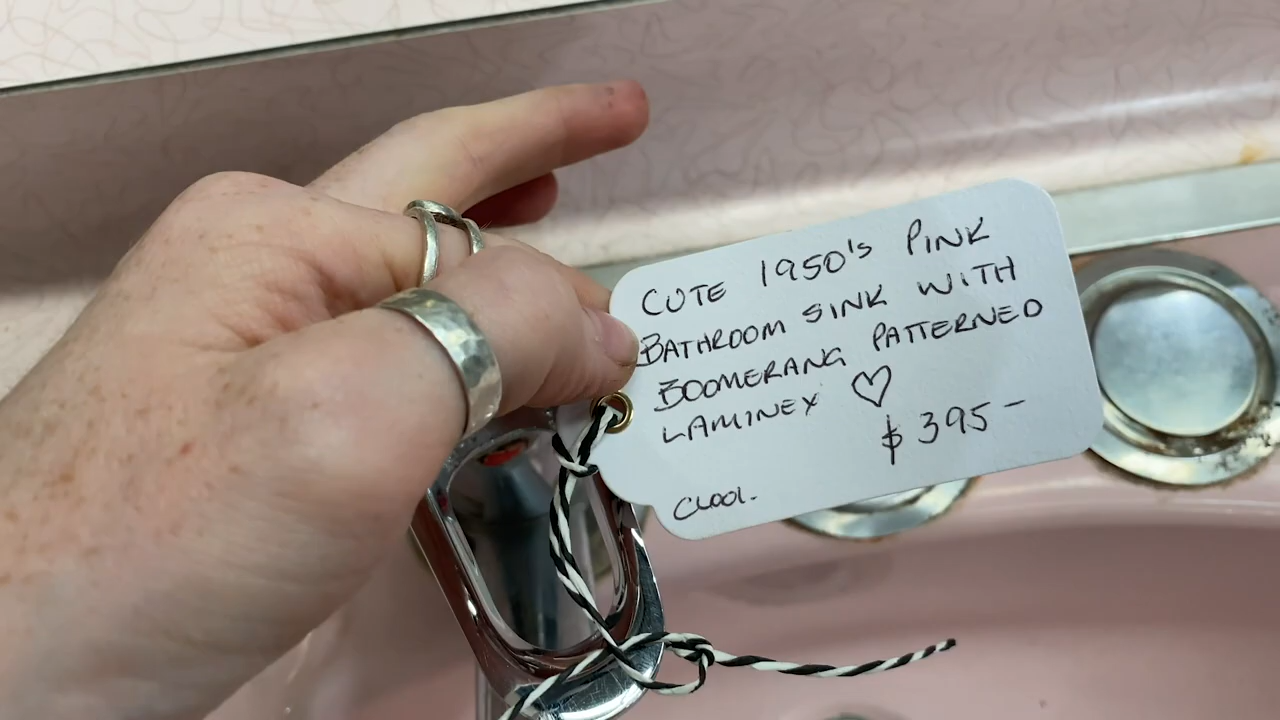 CUTE 1950's PINK
BATHROOM SINK WITH
BOOMERANG PATTERNED
LAMINEX ♡
$395-
CLOOL.